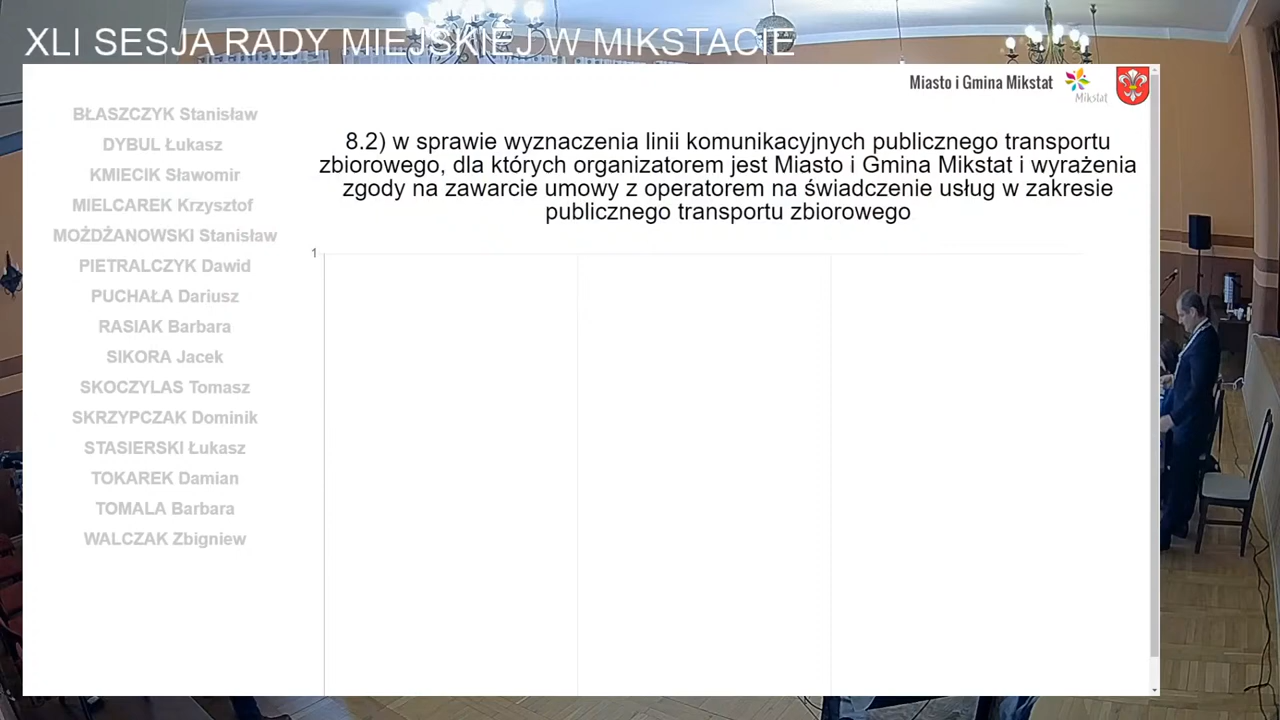 XLI SESJA RADY MIEJSKIEJ W MIKSTACIE
Miasto i Gmina Mikstat
Mikstat
BŁASZCZYK Stanisław
DYBUL Łukasz
KMIECIK Sławomir
MIELCAREK Krzysztof
MOŻDŻANOWSKI Stanisław
PIETRALCZYK Dawid
PUCHAŁA Dariusz
RASIAK Barbara
SIKORA Jacek
SKOCZYLAS Tomasz
SKRZYPCZAK Dominik
STASIERSKI Łukasz
TOKAREK Damian
TOMALA Barbara
WALCZAK Zbigniew
8.2) w sprawie wyznaczenia linii komunikacyjnych publicznego transportu
zbiorowego, dla których organizatorem jest Miasto i Gmina Mikstat i wyrażenia
zgody na zawarcie umowy z operatorem na świadczenie usług w zakresie
publicznego transportu zbiorowego
1